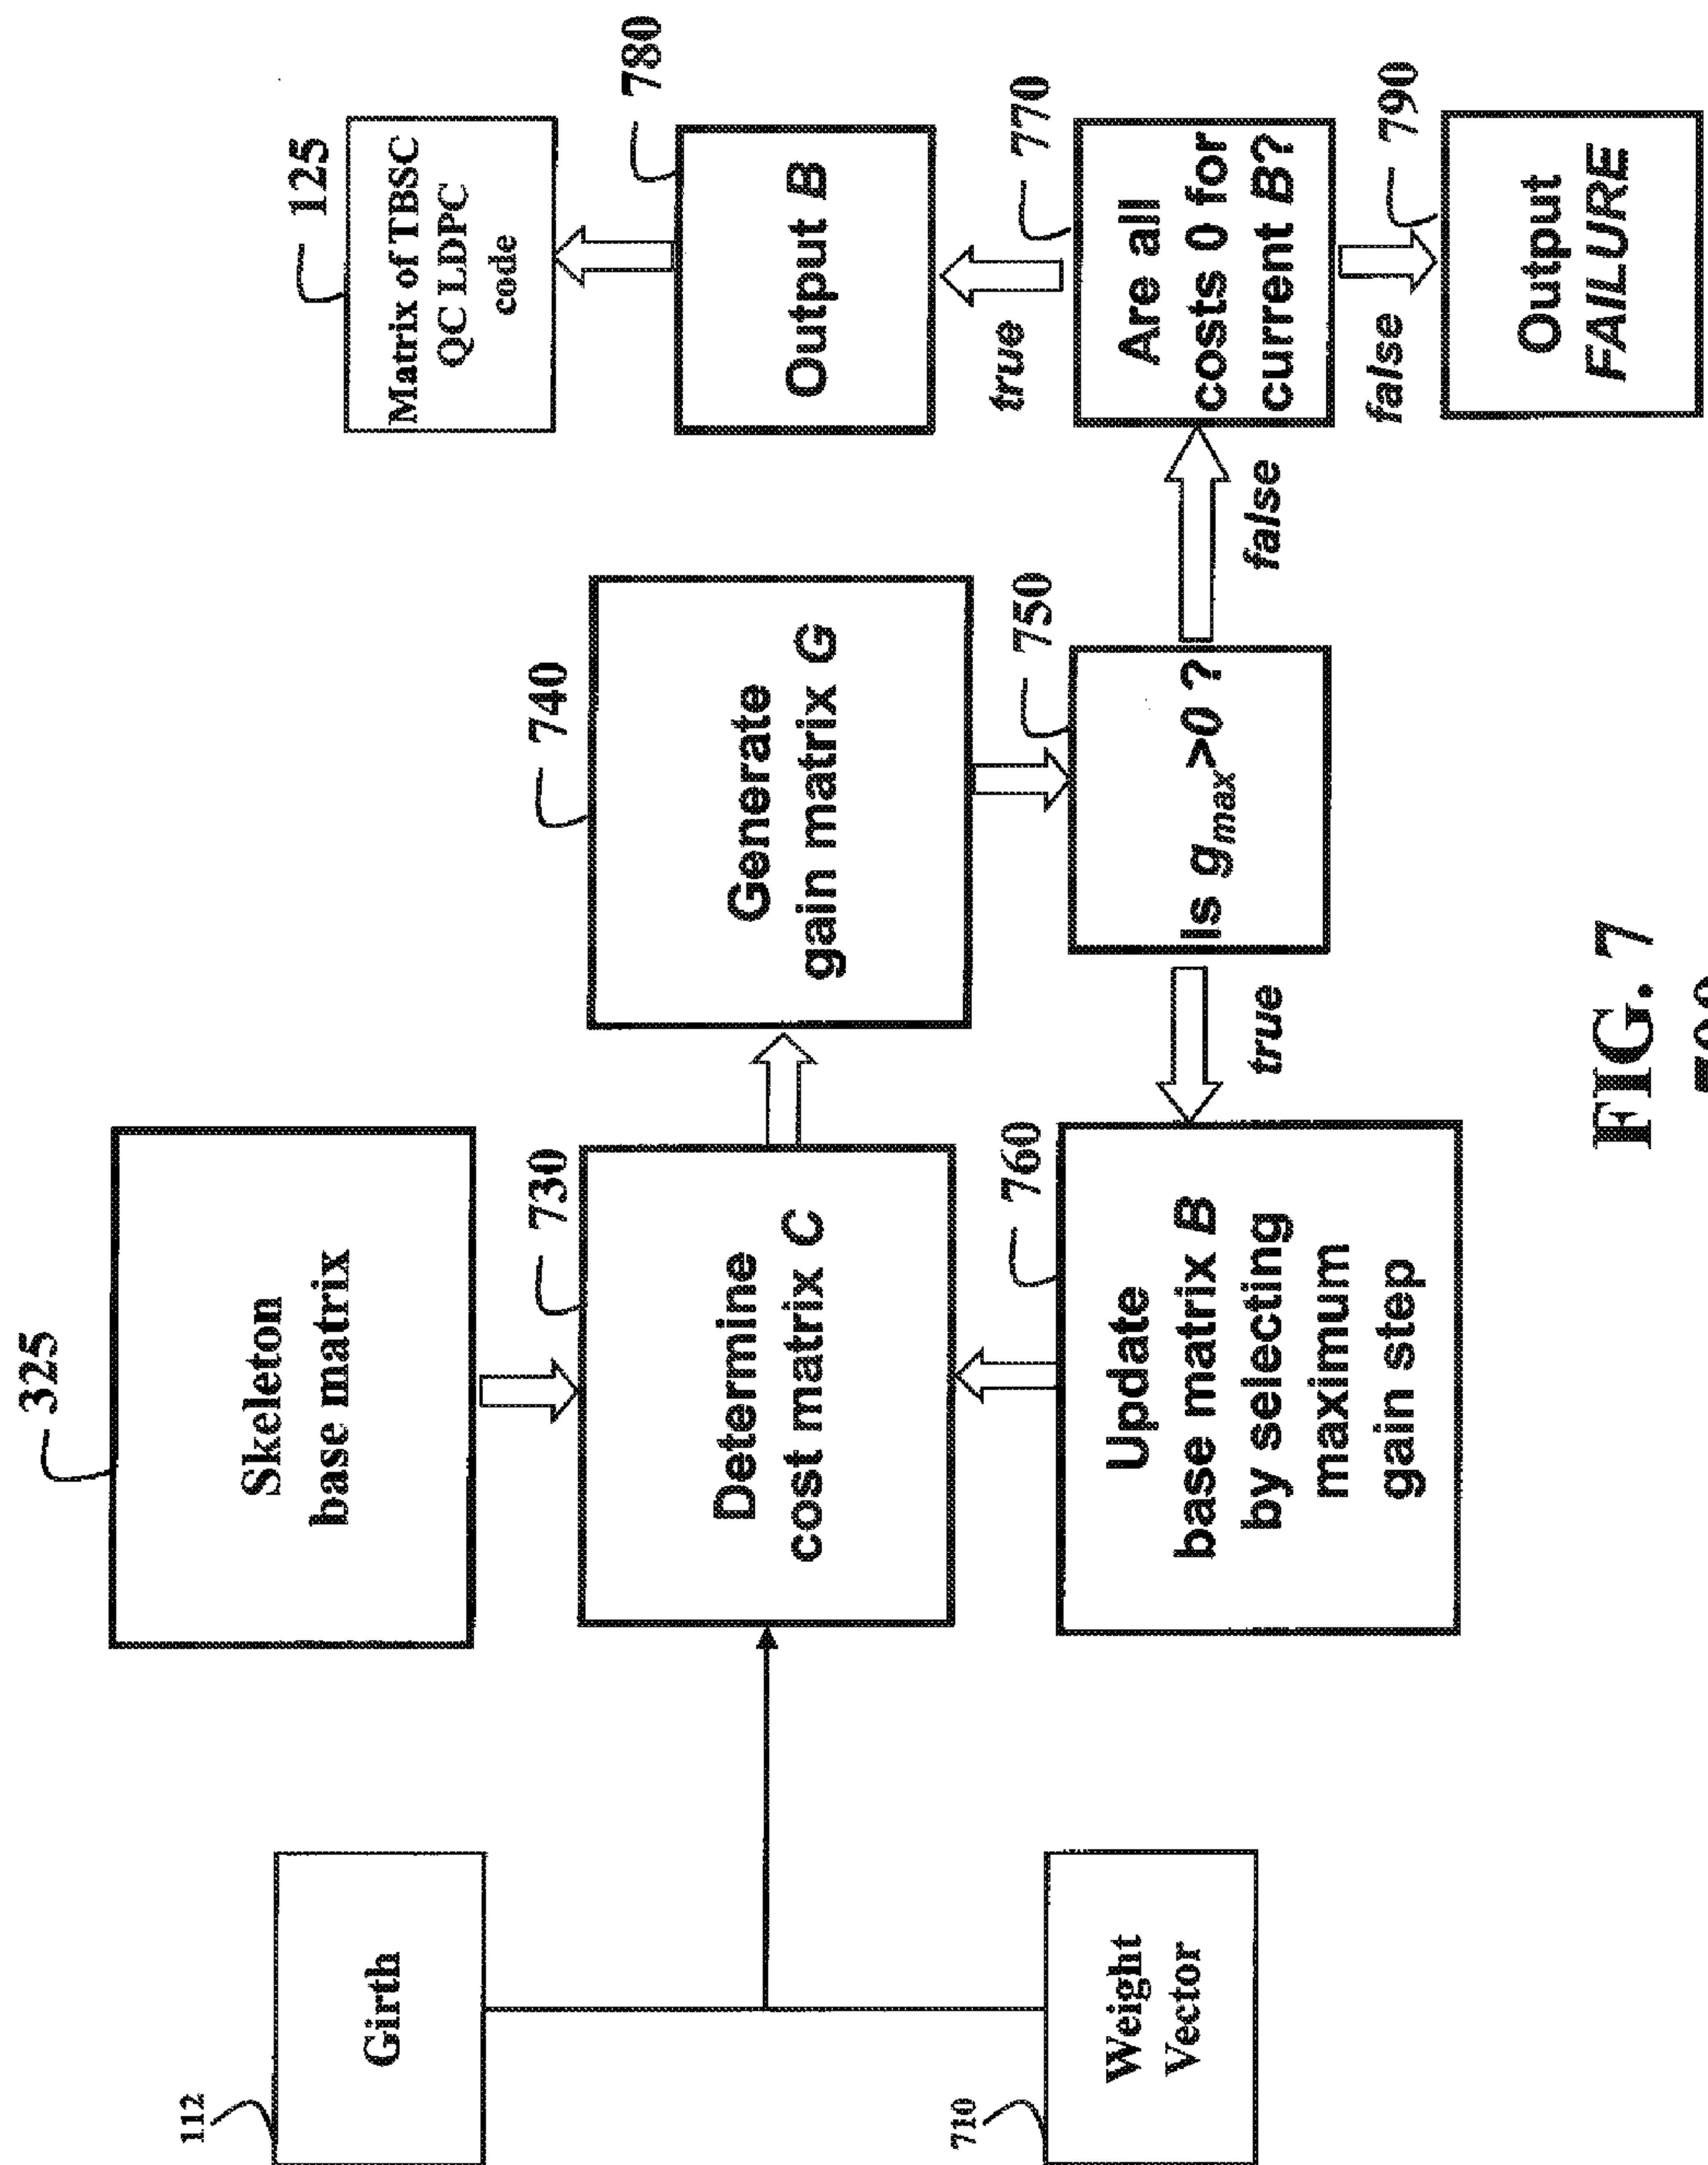 112
Girth
710
Weight
Vector
325
Skeleton
base matrix
730
Determine
cost matrix C
760
Update
base matrix B
by selecting
maximum
gain step
740
Generate
gain matrix G
750
Is gmax>0 ?
true
false
125
Matrix of TBSC
QC LDPC
code
780
Output B
true
770
Are all
costs 0 for
current B?
false
790
Output
FAILURE
FIG. 7